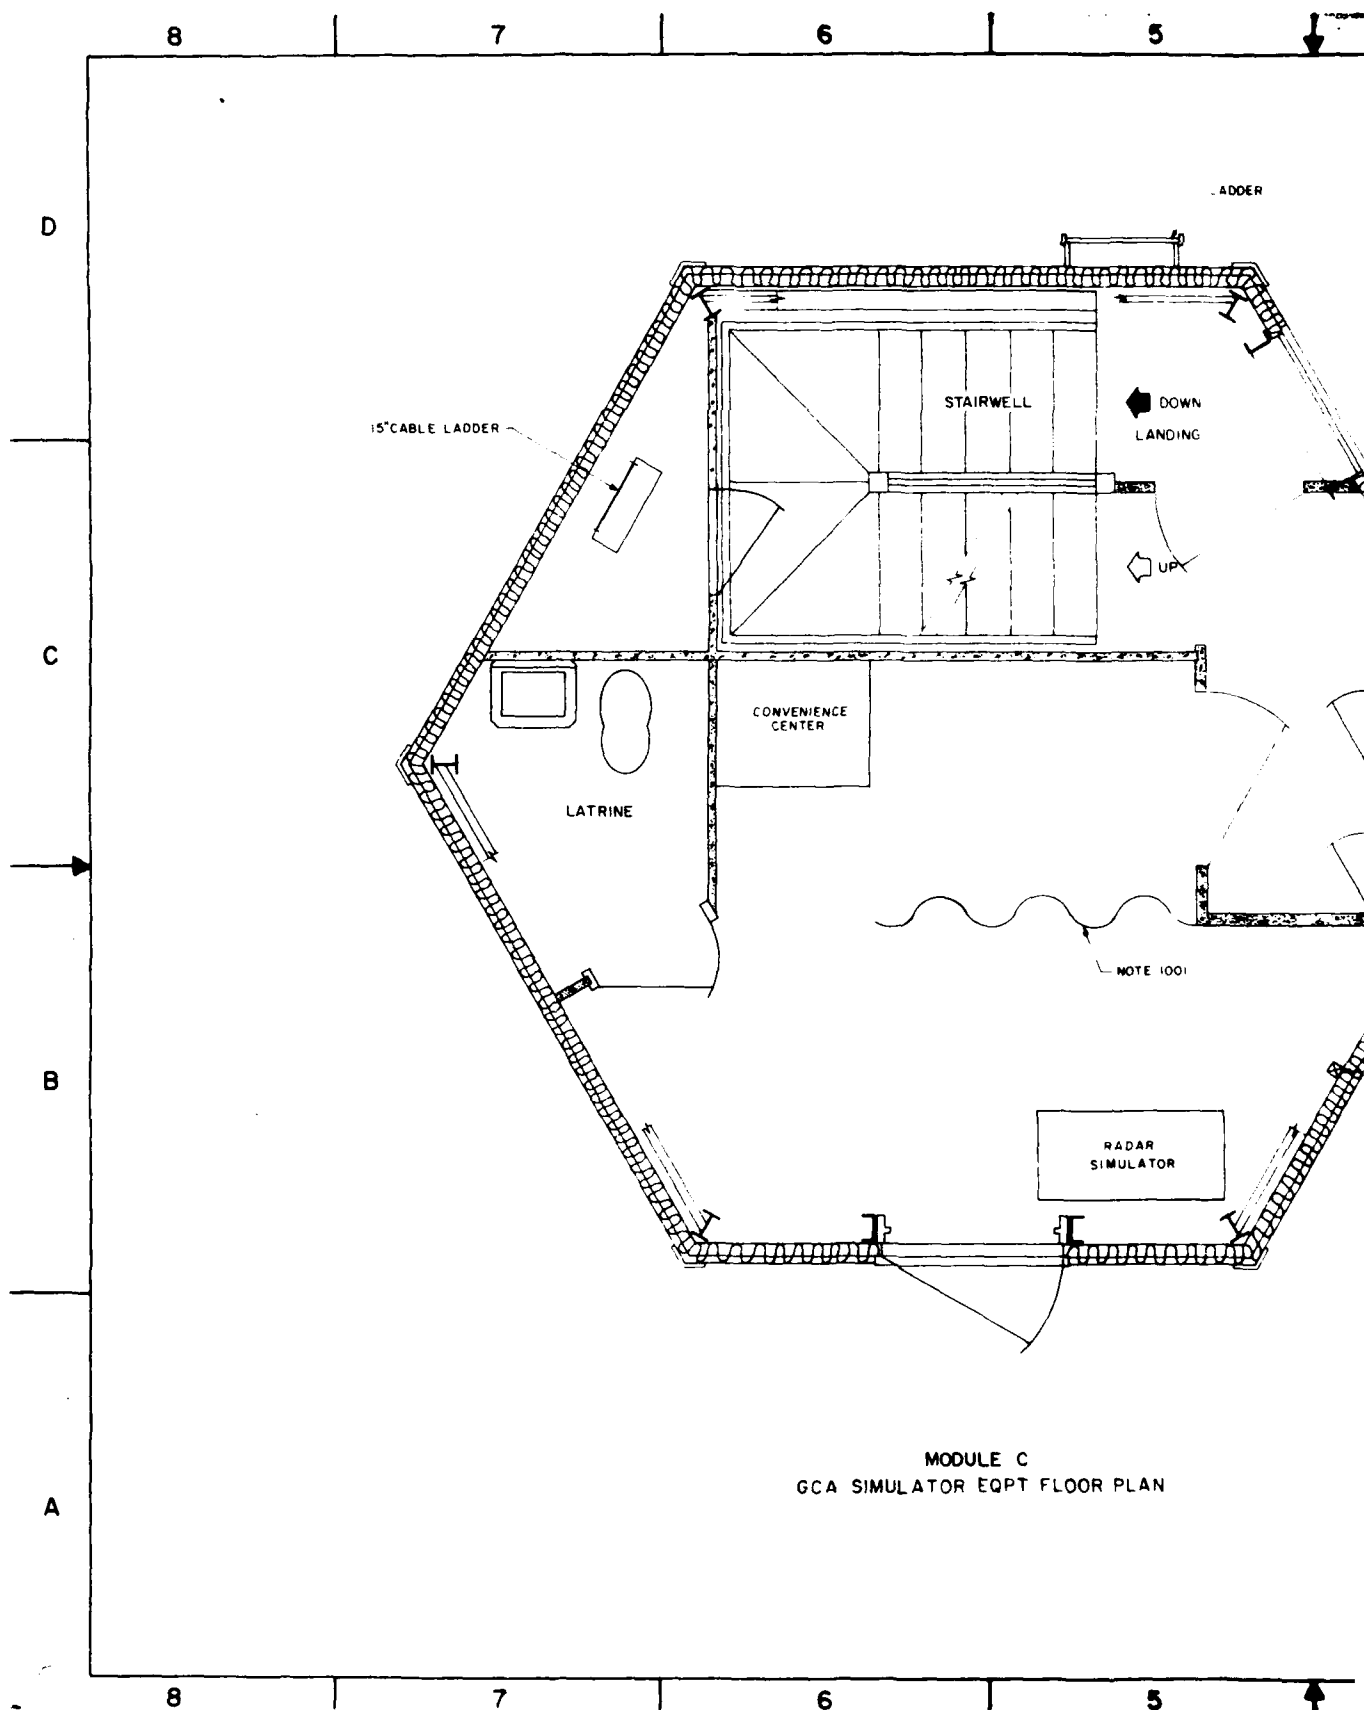 8 7 6 5
D
ADDER
STAIRWELL
DOWN
LANDING
15"CABLE LADDER
UP
C
CONVENIENCE
CENTER
LATRINE
NOTE 1001
B
RADAR
SIMULATOR
MODULE C
GCA SIMULATOR EQPT FLOOR PLAN
A
8 7 6 5